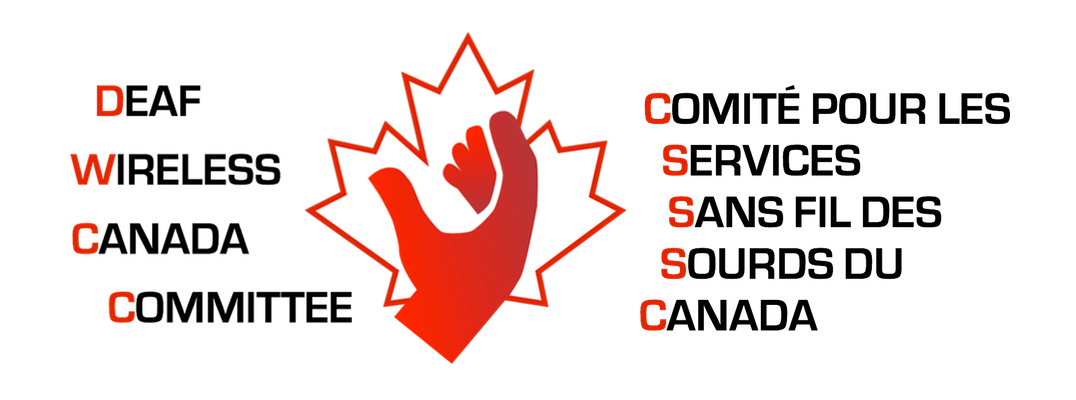 DEAF
WIRELESS
CANADA
COMMITTEE
COMITÉ POUR LES
SERVICES
SANS FIL DES
SOURDS DU
CANADA